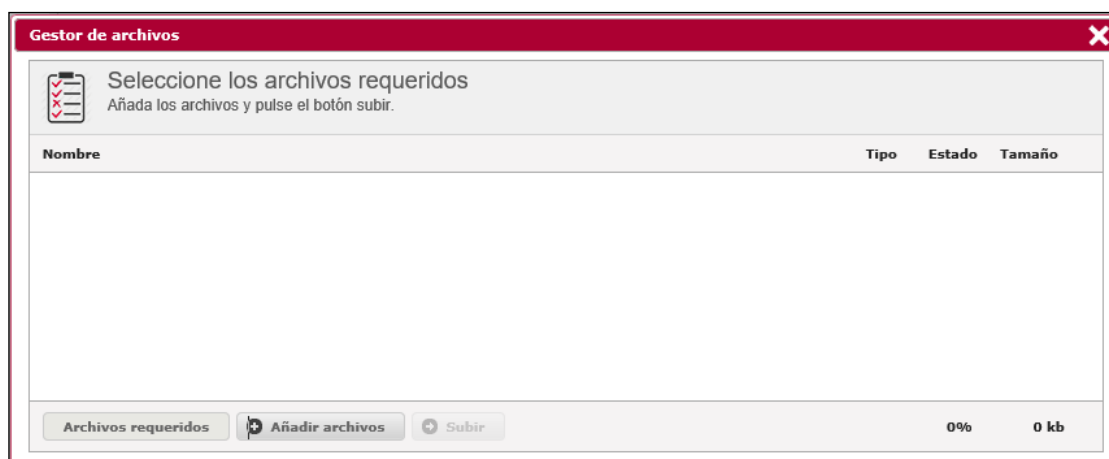 Gestor de archivos
Seleccione los archivos requeridos
Añada los archivos y pulse el botón subir.
Nombre Tipo Estado Tamaño
Archivos requeridos Añadir archivos Subir 0% 0 kb